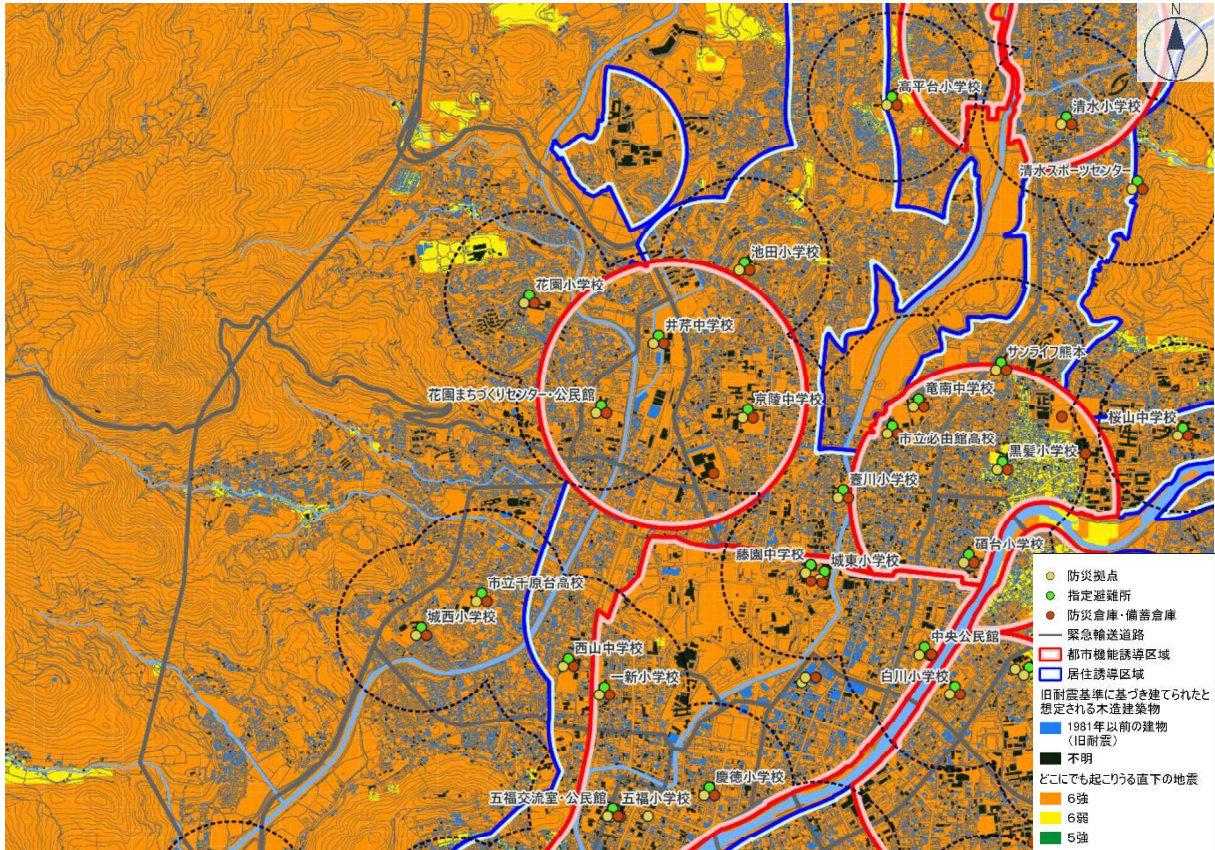 N
高平台小学校
清水小学校
清水スポーツセンター
池田小学校
花園小学校
井芹中学校
サンライフ熊本
花園まちづくりセンター・公民館
京陵中学校
竜南中学校
桜山中学校
市立必由館高校
黒髪小学校
壺川小学校
碩台小学校
藤園中学校
城東小学校
市立千原台高校
城西小学校
中央公民館
西山中学校
一新小学校
白川小学校
慶徳小学校
五福交流室・公民館
五福小学校
防災拠点
指定避難所
防災倉庫・備蓄倉庫
緊急輸送道路
都市機能誘導区域
居住誘導区域
旧耐震基準に基づき建てられたと
想定される木造建築物
1981年以前の建物
(旧耐震)
不明
どこにでも起こりうる直下の地震
6強
6弱
5強